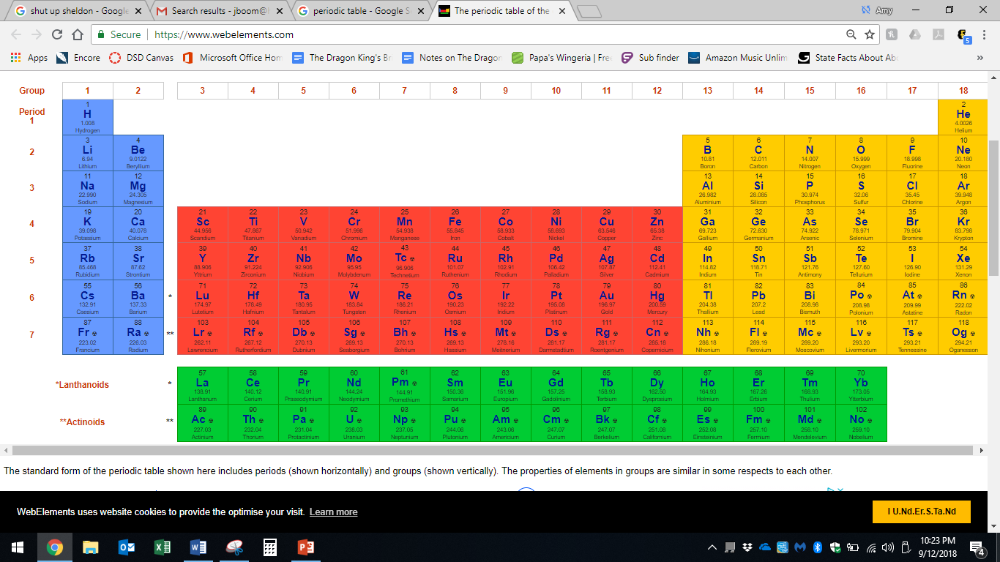 shut up sheldon - Google
Search results - jboom@
periodic table - Google S
The periodic table of the
Amy
Secure
https://www.webelements.com
5
Apps
Encore
DSD Canvas
Microsoft Office Hom
The Dragon King's Br
Notes on The Dragon
Papa's Wingeria | Fre
Sub finder
Amazon Music Unlim
State Facts About Ab
»
Group 1 2 3 4 5 6 7 8 9 10 11 12 13 14 15 16 17 18
Period
1
1 2
H He
1.008 4.0026
Hydrogen Helium
2
3 4 5 6 7 8 9 10
Li Be B C N O F Ne
6.94 9.0122 10.81 12.011 14.007 15.999 18.998 20.180
Lithium Beryllium Boron Carbon Nitrogen Oxygen Fluorine Neon
3
11 12 13 14 15 16 17 18
Na Mg Al Si P S Cl Ar
22.990 24.305 26.982 28.085 30.974 32.06 35.45 39.948
Sodium Magnesium Aluminium Silicon Phosphorus Sulfur Chlorine Argon
4
19 20 21 22 23 24 25 26 27 28 29 30 31 32 33 34 35 36
K Ca Sc Ti V Cr Mn Fe Co Ni Cu Zn Ga Ge As Se Br Kr
39.098 40.078 44.956 47.867 50.942 51.996 54.938 55.845 58.933 58.693 63.546 65.38 69.723 72.630 74.922 78.971 79.904 83.798
Potassium Calcium Scandium Titanium Vanadium Chromium Manganese Iron Cobalt Nickel Copper Zinc Gallium Germanium Arsenic Selenium Bromine Krypton
5
37 38 39 40 41 42 43 44 45 46 47 48 49 50 51 52 53 54
Rb Sr Y Zr Nb Mo Tc Ru Rh Pd Ag Cd In Sn Sb Te I Xe
85.468 87.62 88.906 91.224 92.906 95.95 98.906 101.07 102.91 106.42 107.87 112.41 114.82 118.71 121.76 127.60 126.90 131.29
Rubidium Strontium Yttrium Zirconium Niobium Molybdenum Technetium Ruthenium Rhodium Palladium Silver Cadmium Indium Tin Antimony Tellurium Iodine Xenon
6
55 56 71 72 73 74 75 76 77 78 79 80 81 82 83 84 85 86
Cs Ba * Lu Hf Ta W Re Os Ir Pt Au Hg Tl Pb Bi Po At Rn
132.91 137.33 174.97 178.49 180.95 183.84 186.21 190.23 192.22 195.08 196.97 200.59 204.38 207.2 208.98 208.98 209.99 222.02
Caesium Barium Lutetium Hafnium Tantalum Tungsten Rhenium Osmium Iridium Platinum Gold Mercury Thallium Lead Bismuth Polonium Astatine Radon
7
87 88 103 104 105 106 107 108 109 110 111 112 113 114 115 116 117 118
Fr Ra ** Lr Rf Db Sg Bh Hs Mt Ds Rg Cn Nh Fl Mc Lv Ts Og
223.02 226.03 262.11 267.12 270.13 269.13 270.13 269.13 278.16 281.17 281.17 285.18 286.18 289.19 289.20 293.20 293.21 294.21
Francium Radium Lawrencium Rutherfordium Dubnium Seaborgium Bohrium Hassium Meitnerium Darmstadtium Roentgenium Copernicium Nihonium Flerovium Moscovium Livermorium Tennessine Oganesson
*Lanthanoids *
57 58 59 60 61 62 63 64 65 66 67 68 69 70
La Ce Pr Nd Pm Sm Eu Gd Tb Dy Ho Er Tm Yb
138.91 140.12 140.91 144.24 144.91 150.36 151.96 157.25 158.93 162.50 164.93 167.26 168.93 173.05
Lanthanum Cerium Praseodymium Neodymium Promethium Samarium Europium Gadolinium Terbium Dysprosium Holmium Erbium Thulium Ytterbium
**Actinoids **
89 90 91 92 93 94 95 96 97 98 99 100 101 102
Ac Th Pa U Np Pu Am Cm Bk Cf Es Fm Md No
227.03 232.04 231.04 238.03 237.05 244.06 243.06 247.07 247.07 251.08 252.08 257.10 258.10 259.10
Actinium Thorium Protactinium Uranium Neptunium Plutonium Americium Curium Berkelium Californium Einsteinium Fermium Mendelevium Nobelium
The standard form of the periodic table shown here includes periods (shown horizontally) and groups (shown vertically). The properties of elements in groups are similar in some respects to each other.
WebElements uses website cookies to provide the optimise your visit. Learn more
I U.Nd.Er.S.Ta.Nd
10:23 PM
9/12/2018
4